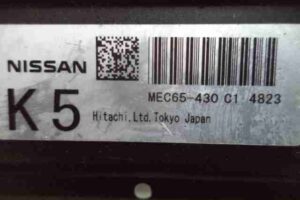 NISSAN
K5
MEC65-430 C1 4823
Hitachi,Ltd.Tokyo Japan